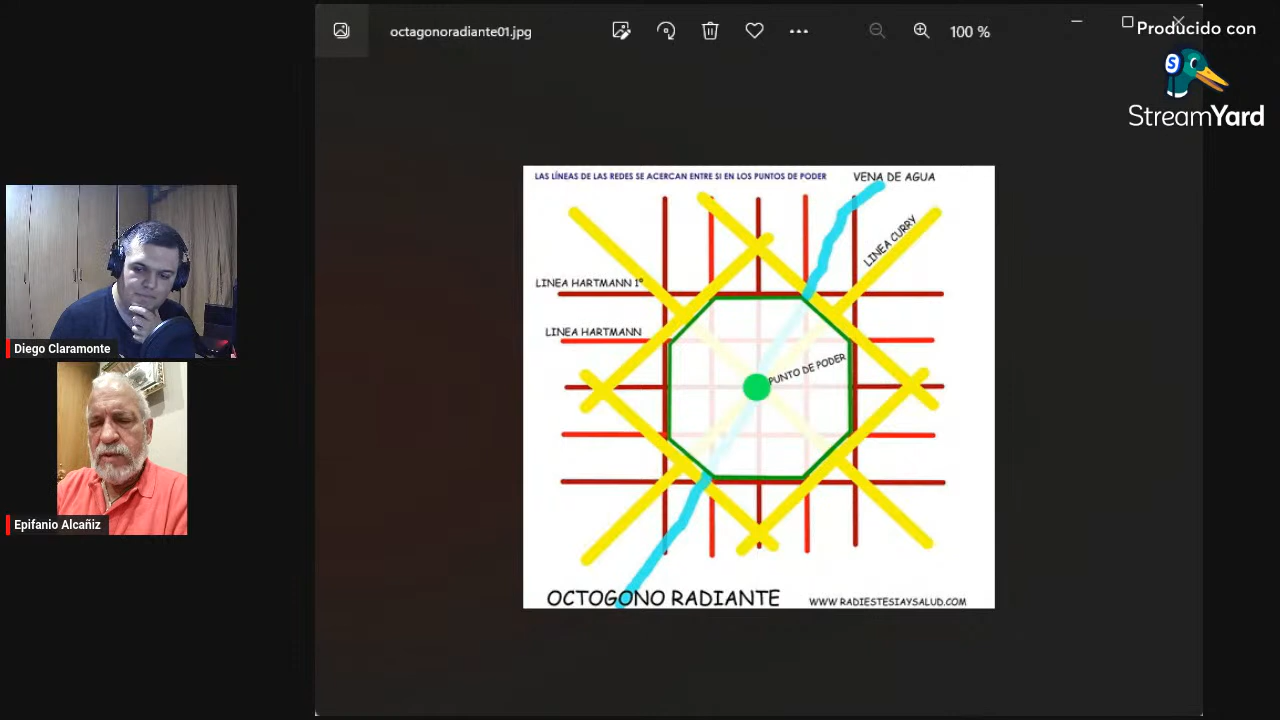 octagonoradiante01.jpg
100 %
Producido con
StreamYard
LAS LÍNEAS DE LAS REDES SE ACERCAN ENTRE SI EN LOS PUNTOS DE PODER
VENA DE AGUA
LINEA CURRY
LINEA HARTMANN 1º
LINEA HARTMANN
PUNTO DE PODER
OCTOGONO RADIANTE
WWW RADIESTESIAYSALUD.COM
Diego Claramonte
Epifanio Alcañiz